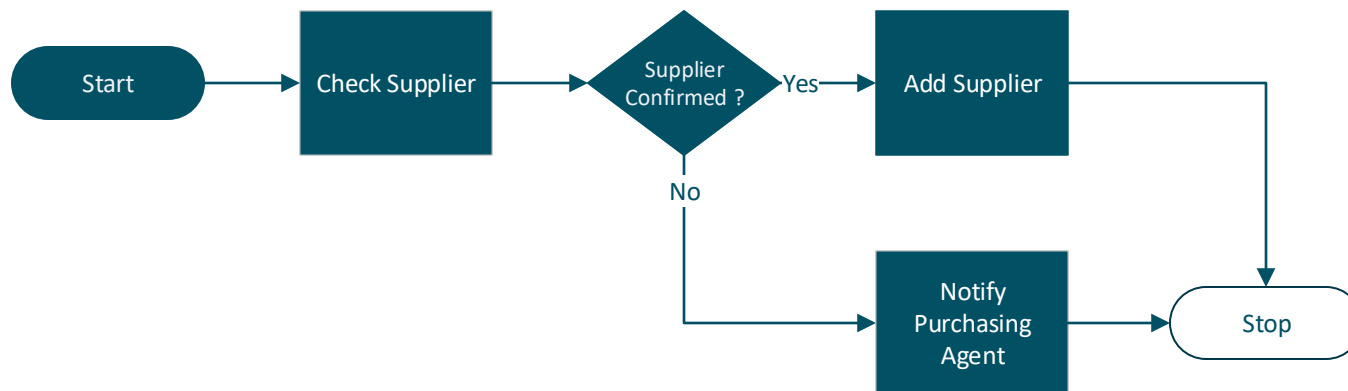 Start
Check Supplier
Supplier
Confirmed ?
Yes
Add Supplier
No
Notify
Purchasing
Agent
Stop